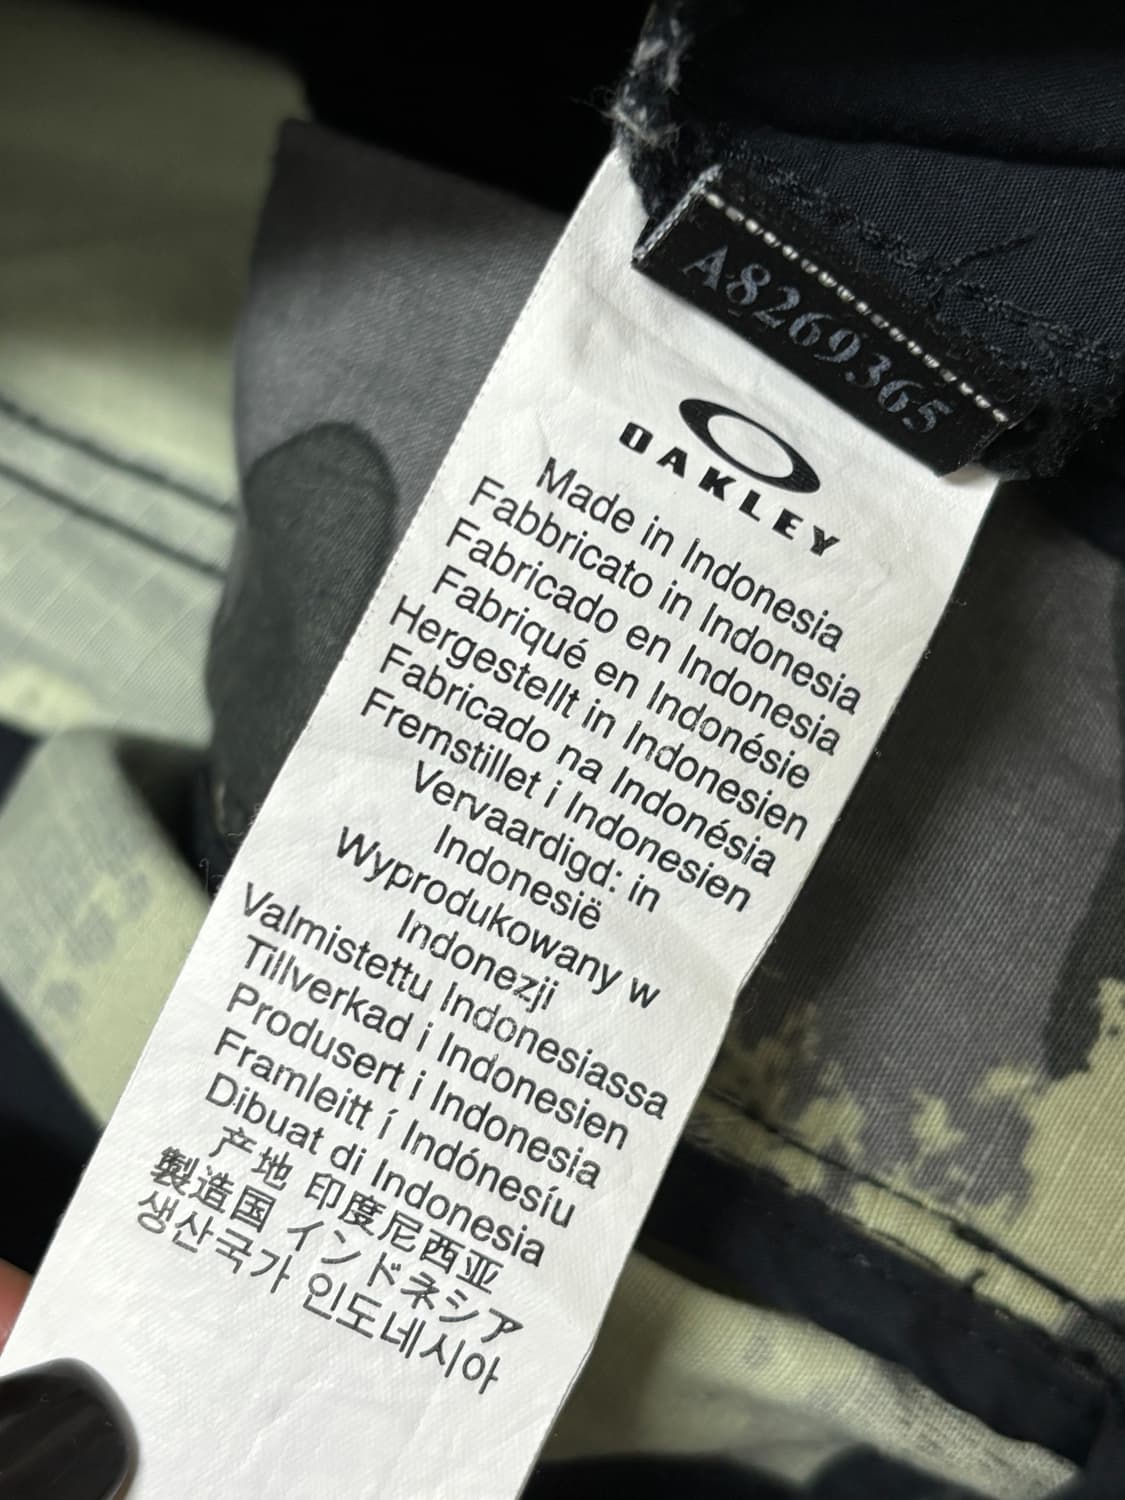 A8269365
OAKLEY
Made in Indonesia
Fabbricato in Indonesia
Fabricado en Indonesia
Fabriqué en Indonésie
Hergestellt in Indonesien
Fabricado na Indonésia
Fremstillet i Indonesien
Vervaardigd: in
Indonesië
Wyprodukowany w
Indonezji
Valmistettu Indonesiassa
Tillverkad i Indonesien
Produsert i Indonesia
Framleitt í Indónesíu
Dibuat di Indonesia
产地 印度尼西亚
製造国 インドネシア
생산국가 인도네시아